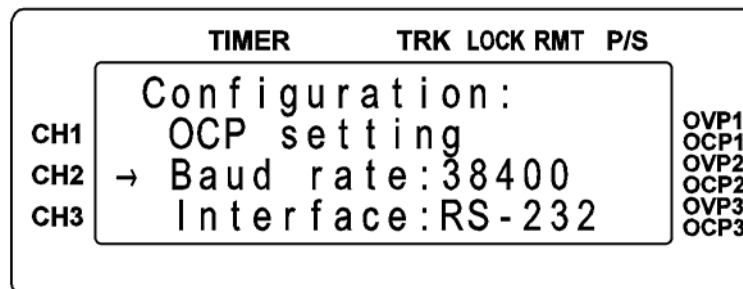 TIMER TRK LOCK RMT P/S
Configuration:
CH1 OCP setting OVP1
OCP1
CH2 → Baud rate:38400 OVP2
OCP2
CH3 Interface:RS-232 OVP3
OCP3